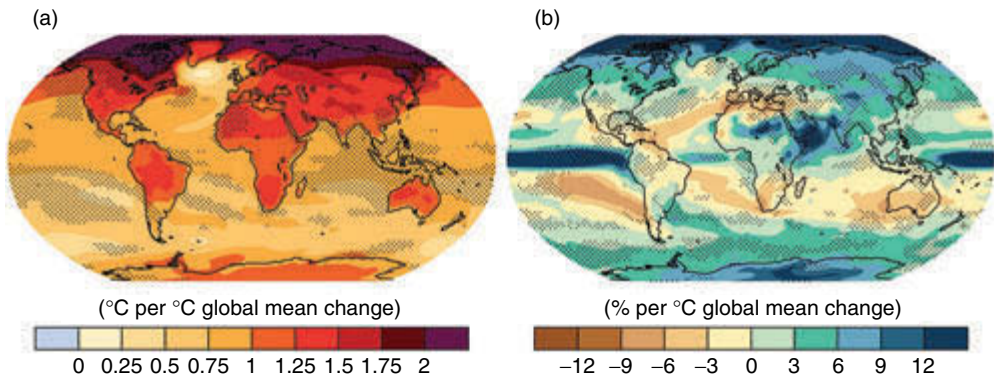 (a)
(°C per °C global mean change)
0 0.25 0.5 0.75 1 1.25 1.5 1.75 2
(b)
(% per °C global mean change)
−12 −9 −6 −3 0 3 6 9 12